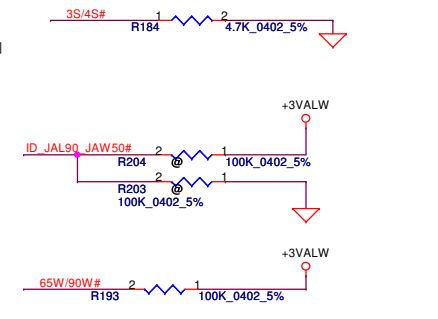 3S/4S# 1 2
R184 4.7K_0402_5%
+3VALW
ID_JAL90_JAW50# 2 1
R204 @ 100K_0402_5%
2 1
R203 @
100K_0402_5%
+3VALW
65W/90W# 2 1
R193 100K_0402_5%